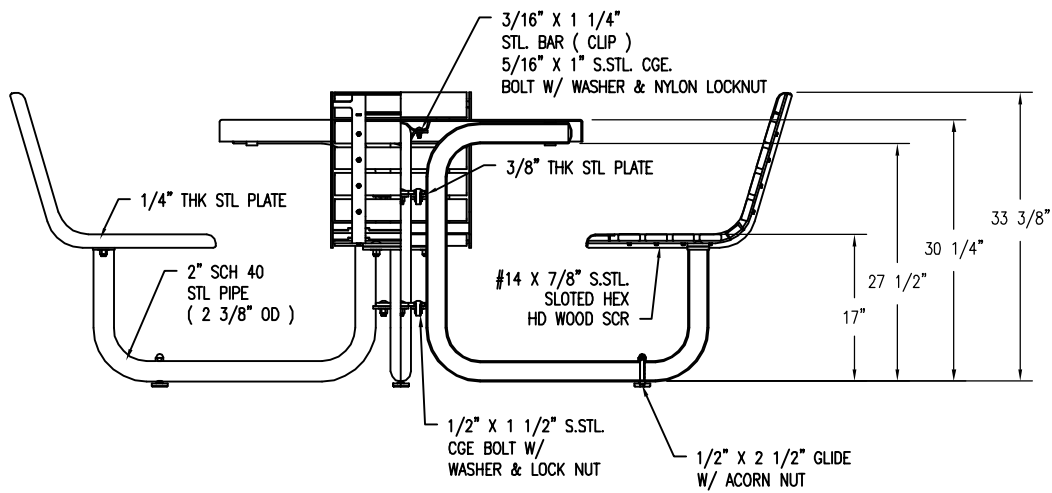 3/16" X 1 1/4"
STL. BAR ( CLIP )
5/16" X 1" S.STL. CGE.
BOLT W/ WASHER & NYLON LOCKNUT
3/8" THK STL PLATE
1/4" THK STL PLATE
33 3/8"
30 1/4"
27 1/2"
17"
2" SCH 40
STL PIPE
( 2 3/8" OD )
#14 X 7/8" S.STL.
SLOTED HEX
HD WOOD SCR
1/2" X 1 1/2" S.STL.
CGE BOLT W/
WASHER & LOCK NUT
1/2" X 2 1/2" GLIDE
W/ ACORN NUT